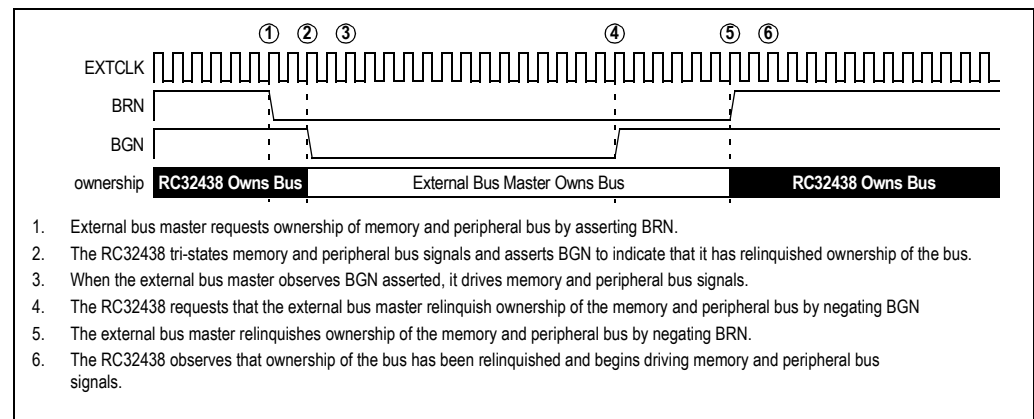 1 2 3 4 5 6
EXTCLK
BRN
BGN
ownership RC32438 Owns Bus External Bus Master Owns Bus RC32438 Owns Bus
1. External bus master requests ownership of memory and peripheral bus by asserting BRN.
2. The RC32438 tri-states memory and peripheral bus signals and asserts BGN to indicate that it has relinquished ownership of the bus.
3. When the external bus master observes BGN asserted, it drives memory and peripheral bus signals.
4. The RC32438 requests that the external bus master relinquish ownership of the memory and peripheral bus by negating BGN
5. The external bus master relinquishes ownership of the memory and peripheral bus by negating BRN.
6. The RC32438 observes that ownership of the bus has been relinquished and begins driving memory and peripheral bus
signals.